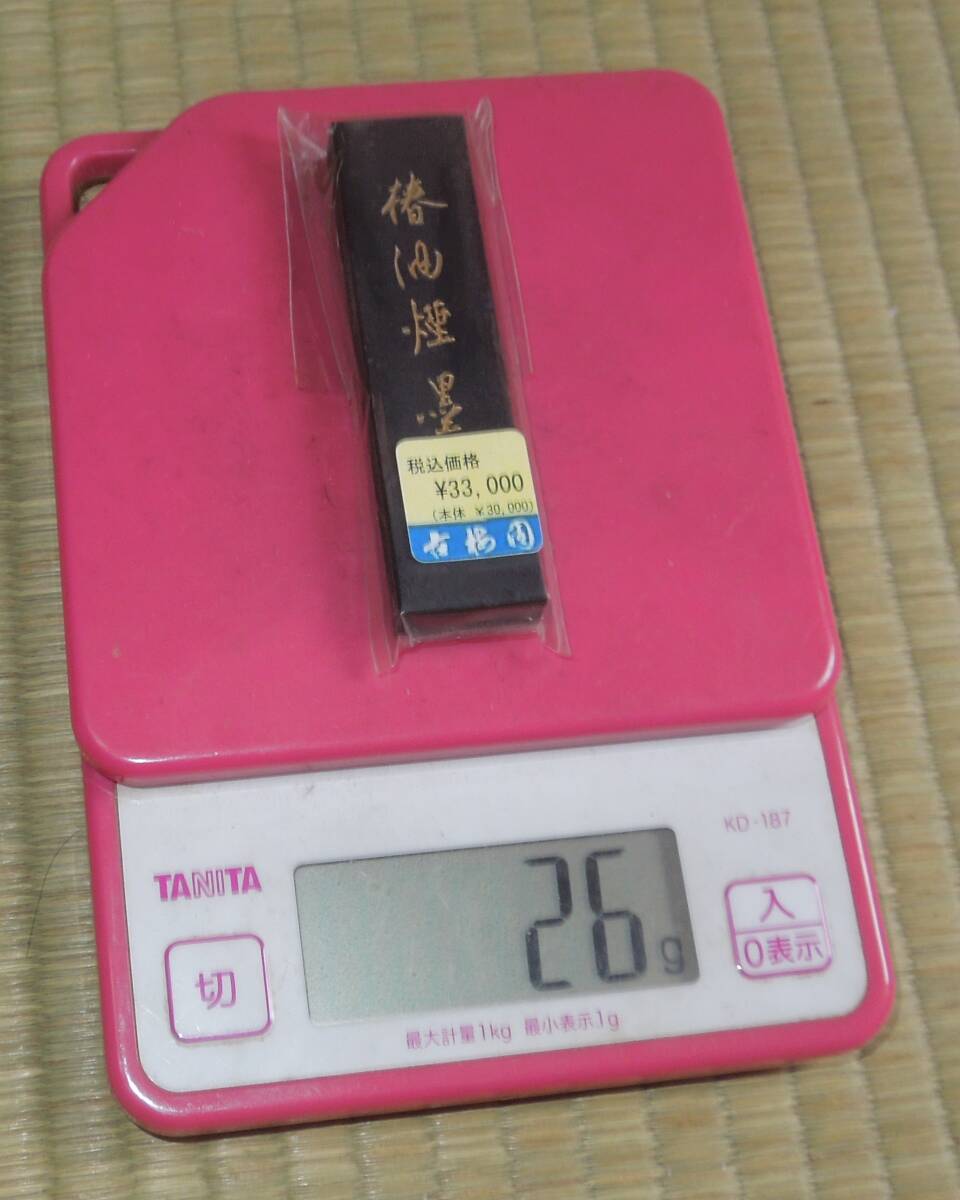 椿油煙墨
税込価格
¥33,000
(本体 ¥30,000)
古梅園
KD-187
TANITA
26g
切
入
0表示
最大計量1kg 最小表示1g